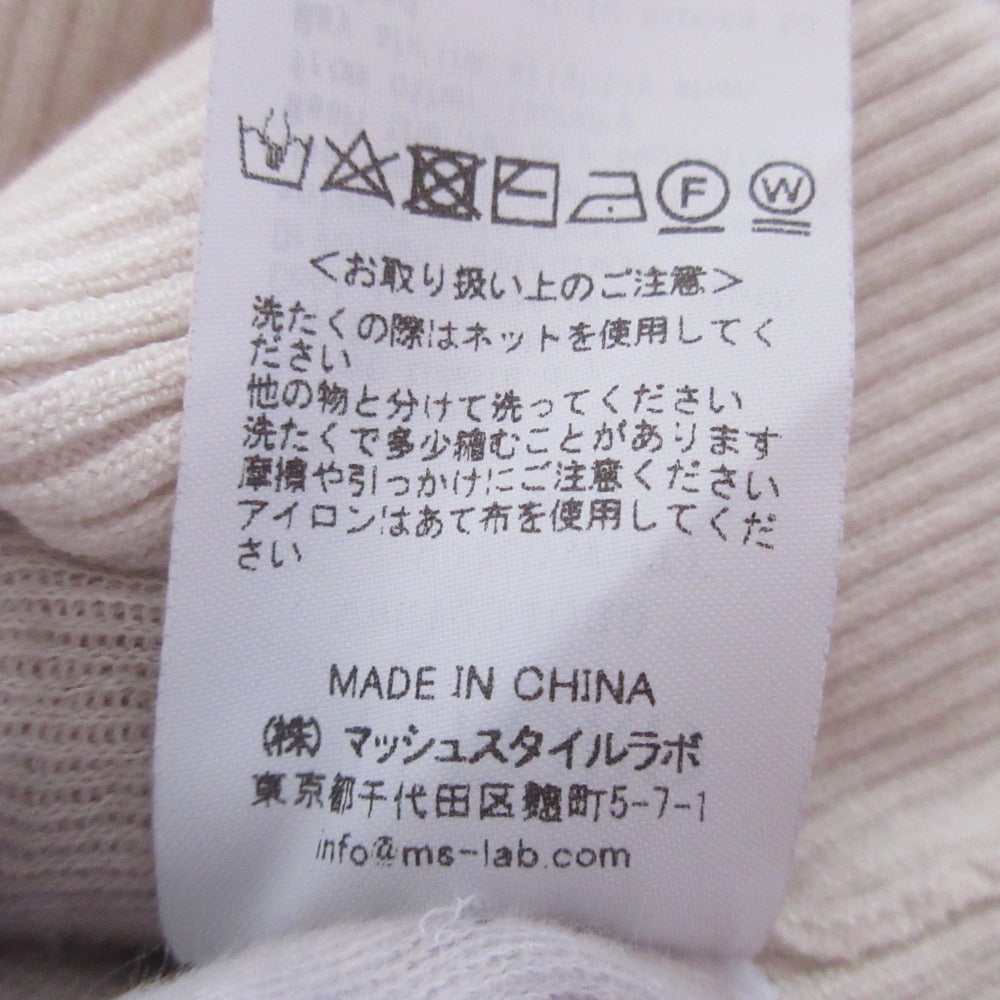 F W
<お取り扱い上のご注意>
洗たくの際はネットを使用してく
ださい
他の物と分けて洗ってください
洗たくで多少縮むことがあります
摩擦や引っかけにご注意ください
アイロンはあて布を使用してくだ
さい
MADE IN CHINA
(株) マッシュスタイルラボ
東京都千代田区麹町5-7-1
info@ms-lab.com